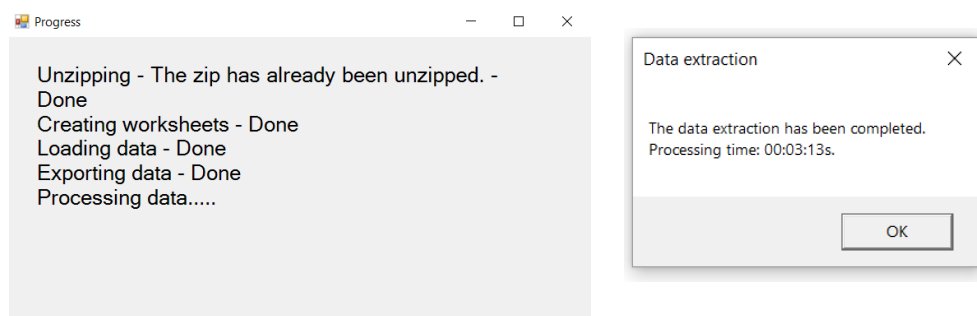 Progress
Unzipping - The zip has already been unzipped. -
Done
Creating worksheets - Done
Loading data - Done
Exporting data - Done
Processing data.....
Data extraction
The data extraction has been completed.
Processing time: 00:03:13s.
OK